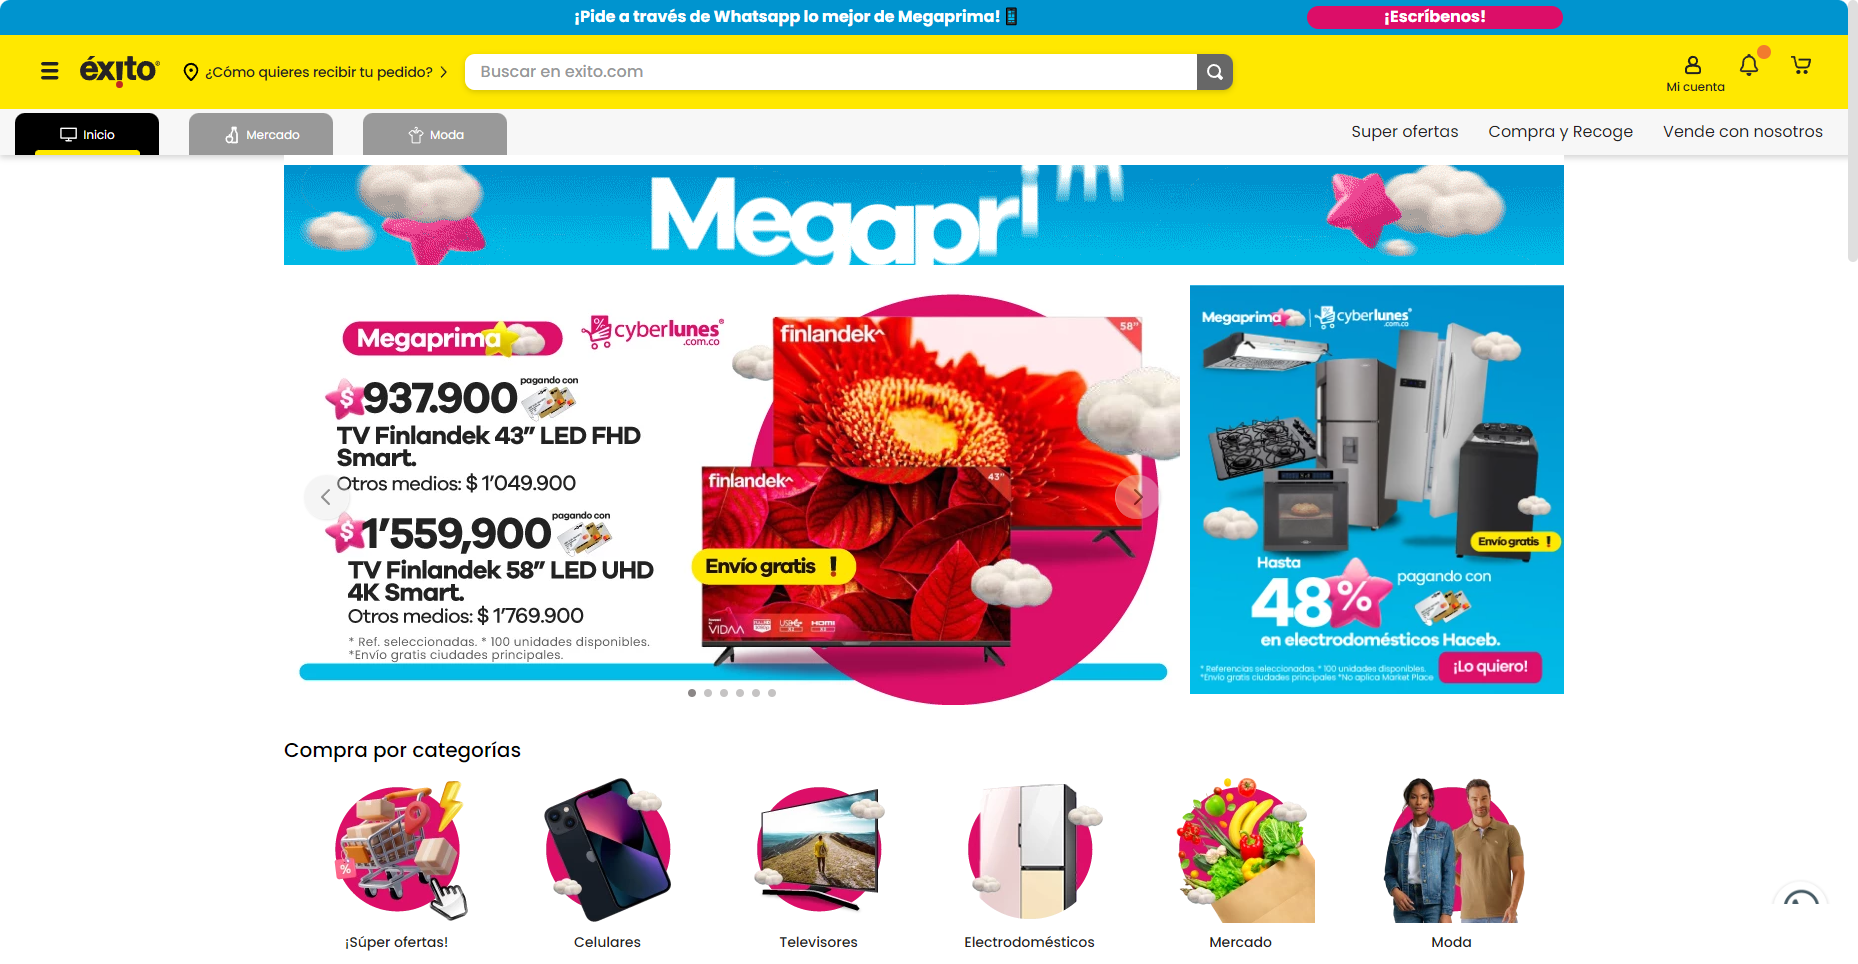 ¡Pide a través de Whatsapp lo mejor de Megaprima!
¡Escríbenos!
éxito
¿Cómo quieres recibir tu pedido?
Buscar en exito.com
Mi cuenta
Inicio
Mercado
Moda
Super ofertas
Compra y Recoge
Vende con nosotros
Megaprim
Megaprima
cyberlunes®
.com.co
$ 937.900 pagando con
TV Finlandek 43” LED FHD
Smart.
Otros medios: $ 1’049.900
$ 1’559,900 pagando con
TV Finlandek 58” LED UHD
4K Smart.
Otros medios: $ 1’769.900
* Ref. seleccionadas. * 100 unidades disponibles.
*Envío gratis ciudades principales.
finlandek
58”
finlandek
43”
Envío gratis !
VIDAA
HDMI
Megaprima | cyberlunes®
.com.co
Envío gratis !
Hasta
48% pagando con
en electrodomésticos Haceb.
* Referencias seleccionadas. * 100 unidades disponibles.
*Envío gratis ciudades principales *No aplica Market Place
¡Lo quiero!
Compra por categorías
¡Súper ofertas!
Celulares
Televisores
Electrodomésticos
Mercado
Moda